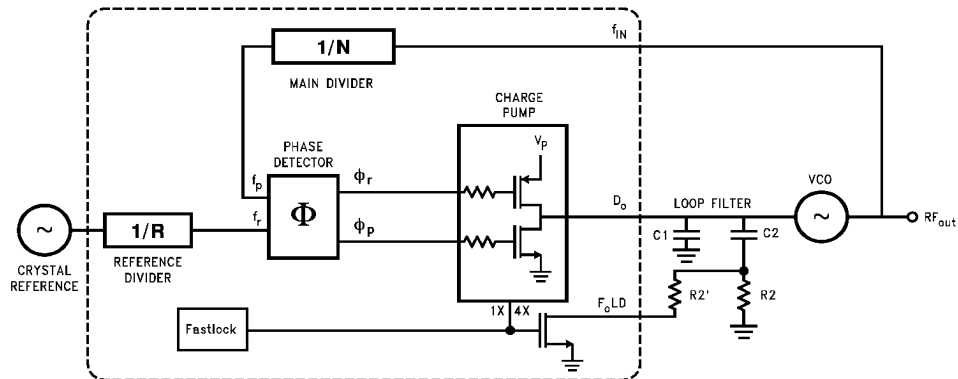 1/N
MAIN DIVIDER
f_IN
CHARGE
PUMP
V_P
PHASE
DETECTOR
f_p
f_r
Φ
ϕ_r
ϕ_p
D_o
LOOP FILTER
VCO
RF_out
C1
C2
~
~
1/R
REFERENCE
DIVIDER
CRYSTAL
REFERENCE
1X 4X
F_oLD
R2'
R2
Fastlock